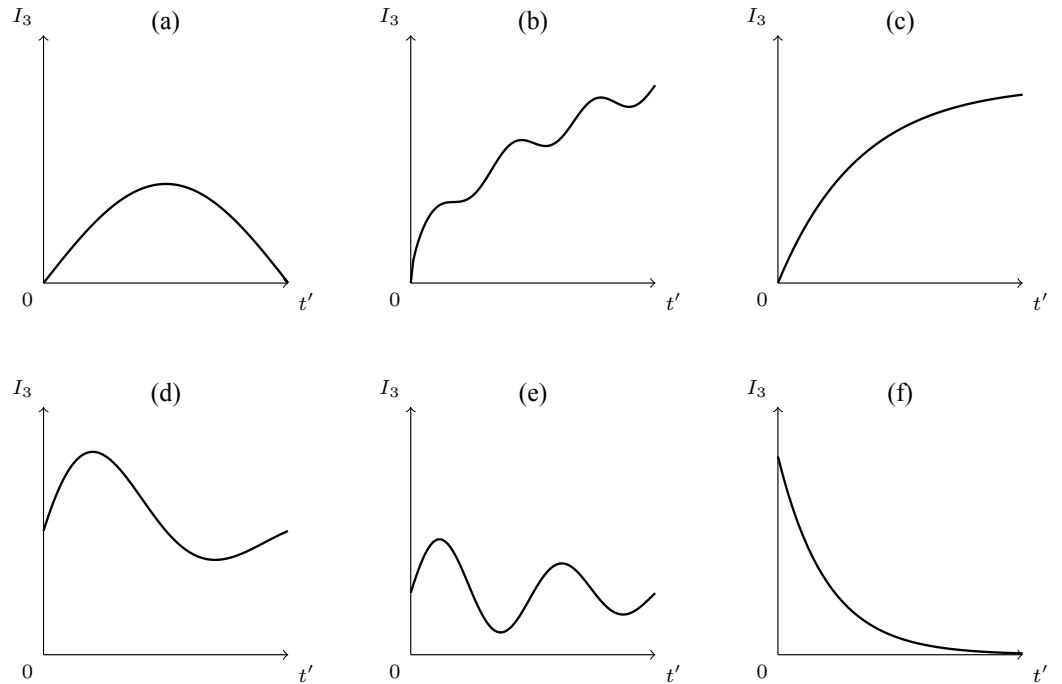 (a) (b) (c)
I₃ I₃ I₃
0 t′ 0 t′ 0 t′
(d) (e) (f)
I₃ I₃ I₃
0 t′ 0 t′ 0 t′